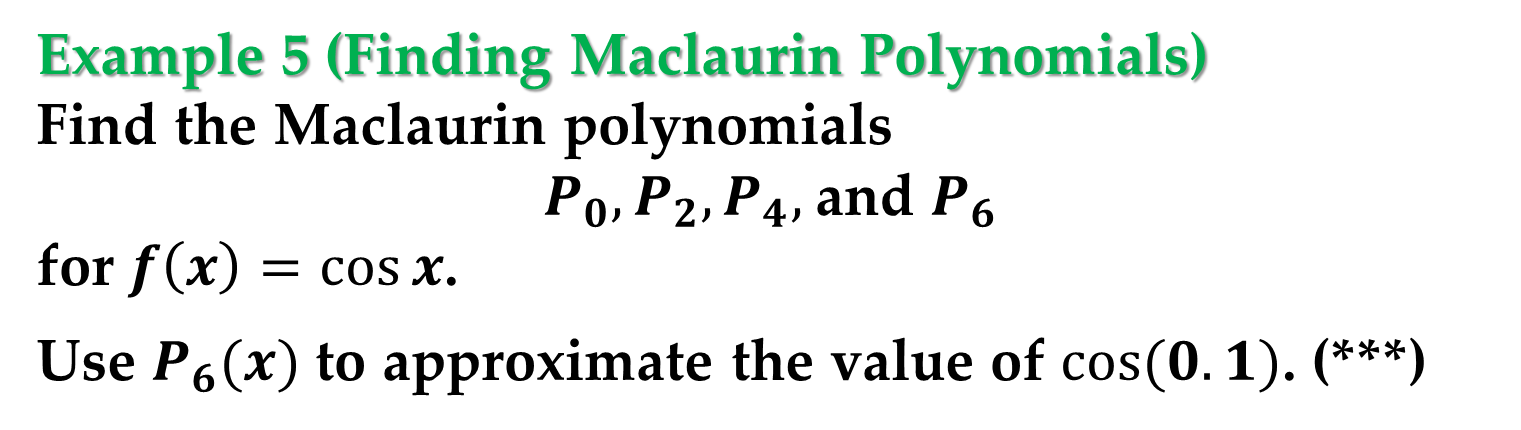 Example 5 (Finding Maclaurin Polynomials)
Find the Maclaurin polynomials
P₀, P₂, P₄, and P₆
for f(x) = cos x.
Use P₆(x) to approximate the value of cos(0.1). (***)